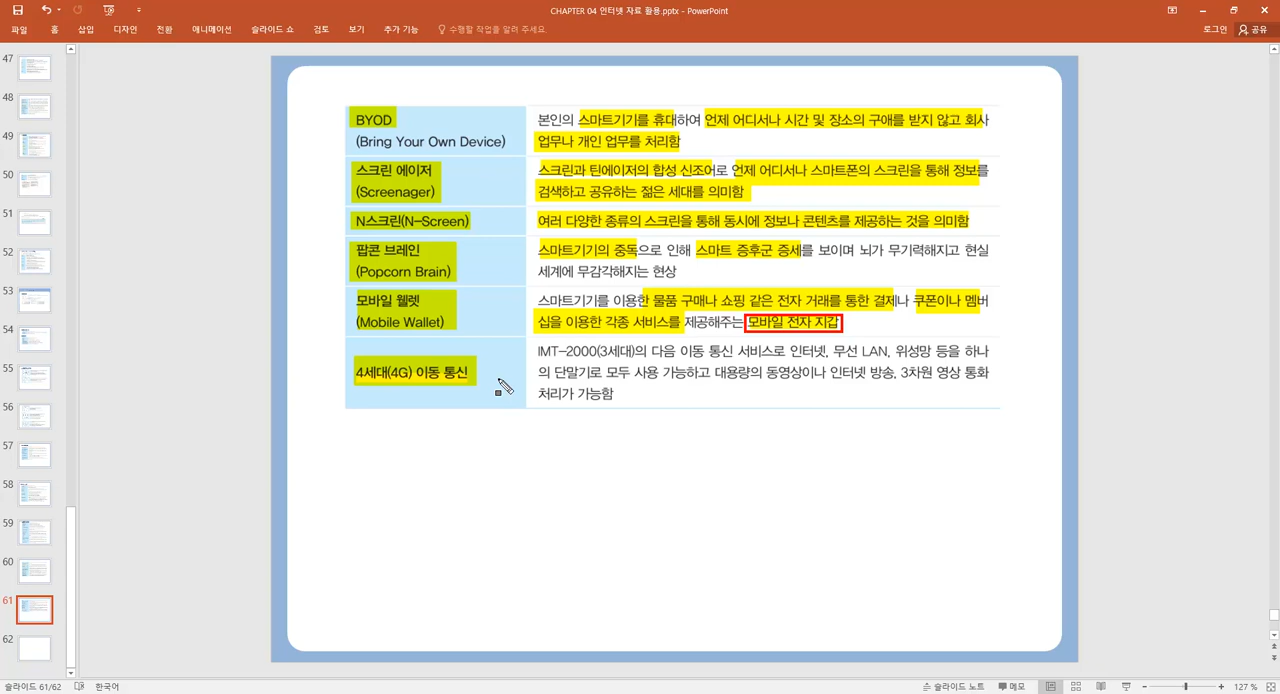 CHAPTER 04 인터넷 자료 활용.pptx - PowerPoint
파일 홈 삽입 디자인 전환 애니메이션 슬라이드 쇼 검토 보기 추가 기능 수행할 작업을 알려 주세요. 로그인 공유
47
48
49
50
51
52
53
54
55
56
57
58
59
60
61
62
BYOD
(Bring Your Own Device)
본인의 스마트기기를 휴대하여 언제 어디서나 시간 및 장소의 구애를 받지 않고 회사
업무나 개인 업무를 처리함
스크린 에이저
(Screenager)
스크린과 틴에이저의 합성 신조어로 언제 어디서나 스마트폰의 스크린을 통해 정보를
검색하고 공유하는 젊은 세대를 의미함
N스크린(N-Screen)
여러 다양한 종류의 스크린을 통해 동시에 정보나 콘텐츠를 제공하는 것을 의미함
팝콘 브레인
(Popcorn Brain)
스마트기기의 중독으로 인해 스마트 증후군 증세를 보이며 뇌가 무기력해지고 현실
세계에 무감각해지는 현상
모바일 월렛
(Mobile Wallet)
스마트기기를 이용한 물품 구매나 쇼핑 같은 전자 거래를 통한 결제나 쿠폰이나 멤버
십을 이용한 각종 서비스를 제공해주는 모바일 전자 지갑
4세대(4G) 이동 통신
IMT-2000(3세대)의 다음 이동 통신 서비스로 인터넷, 무선 LAN, 위성망 등을 하나
의 단말기로 모두 사용 가능하고 대용량의 동영상이나 인터넷 방송, 3차원 영상 통화
처리가 가능함
슬라이드 61/62 한국어 슬라이드 노트 메모 127 %